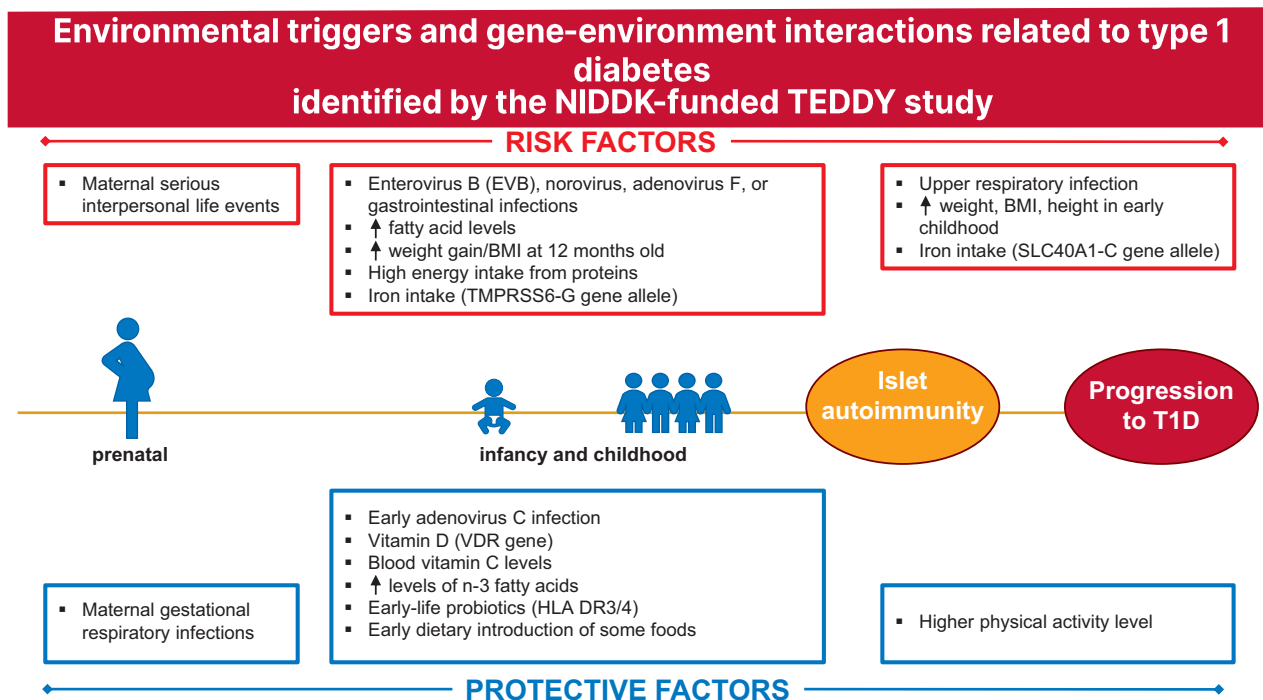 Environmental triggers and gene-environment interactions related to type 1
diabetes
identified by the NIDDK-funded TEDDY study
RISK FACTORS
▪ Maternal serious
interpersonal life events
▪ Enterovirus B (EVB), norovirus, adenovirus F, or
gastrointestinal infections
▪ ↑ fatty acid levels
▪ ↑ weight gain/BMI at 12 months old
▪ High energy intake from proteins
▪ Iron intake (TMPRSS6-G gene allele)
▪ Upper respiratory infection
▪ ↑ weight, BMI, height in early
childhood
▪ Iron intake (SLC40A1-C gene allele)
prenatal
infancy and childhood
Islet
autoimmunity
Progression
to T1D
▪ Maternal gestational
respiratory infections
▪ Early adenovirus C infection
▪ Vitamin D (VDR gene)
▪ Blood vitamin C levels
▪ ↑ levels of n-3 fatty acids
▪ Early-life probiotics (HLA DR3/4)
▪ Early dietary introduction of some foods
▪ Higher physical activity level
PROTECTIVE FACTORS